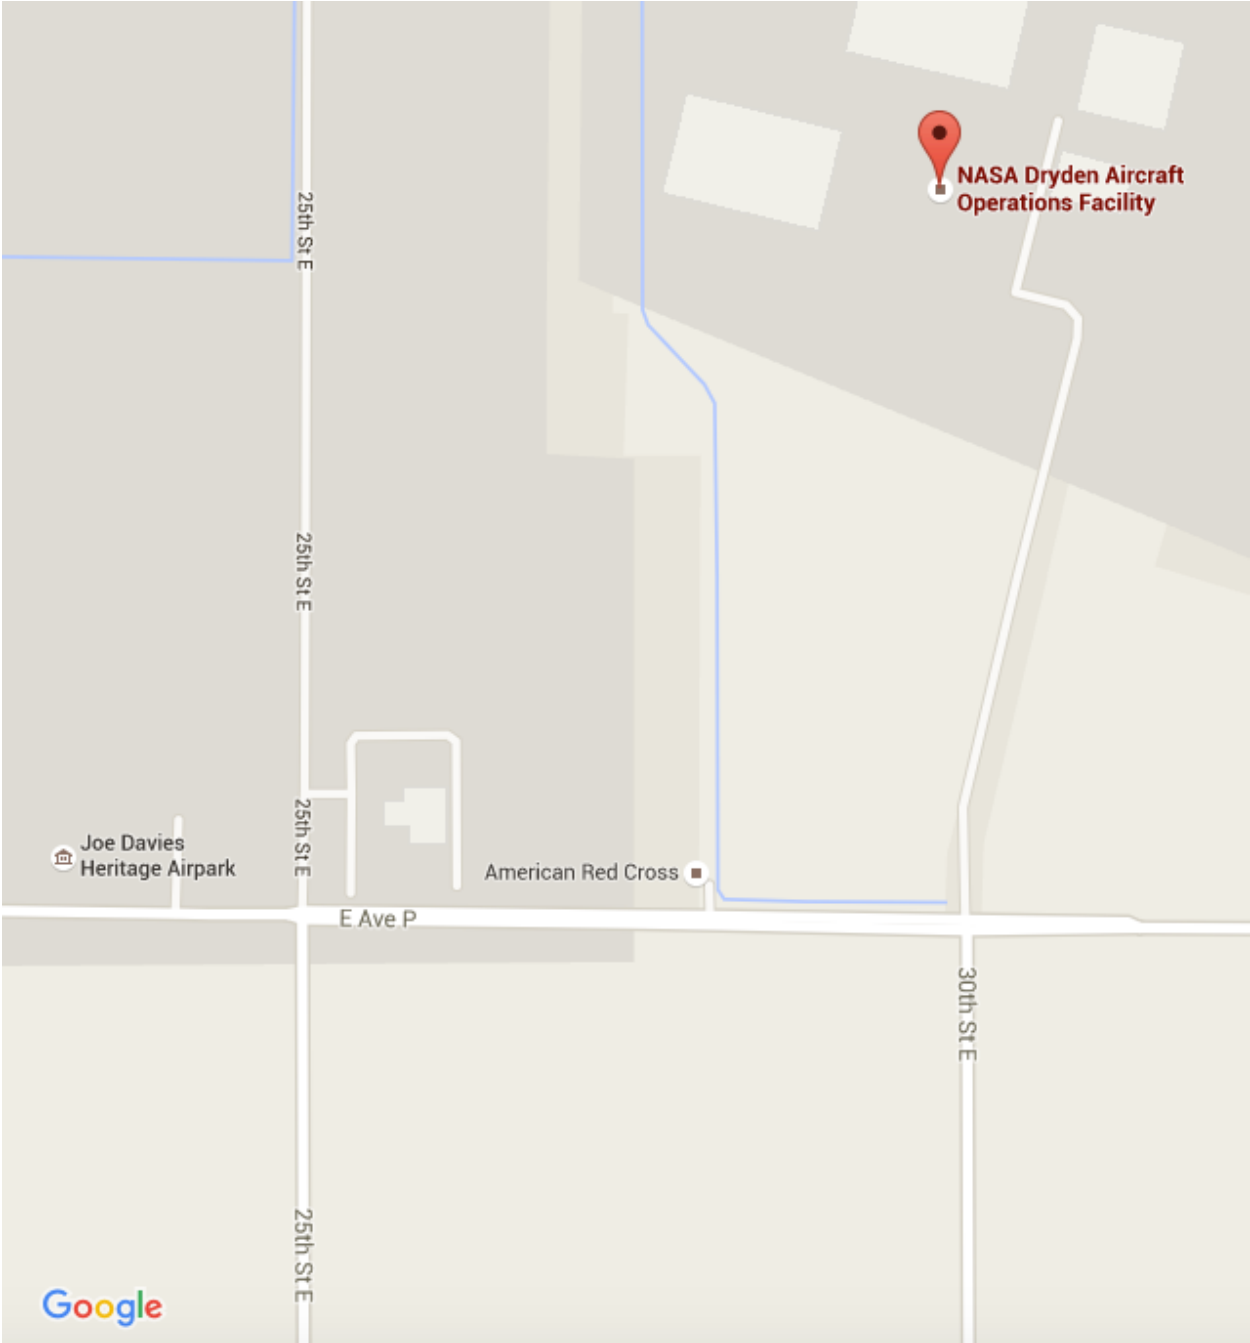 NASA Dryden Aircraft
Operations Facility
25th St E
25th St E
25th St E
Joe Davies
Heritage Airpark
American Red Cross
E Ave P
30th St E
25th St E
Google